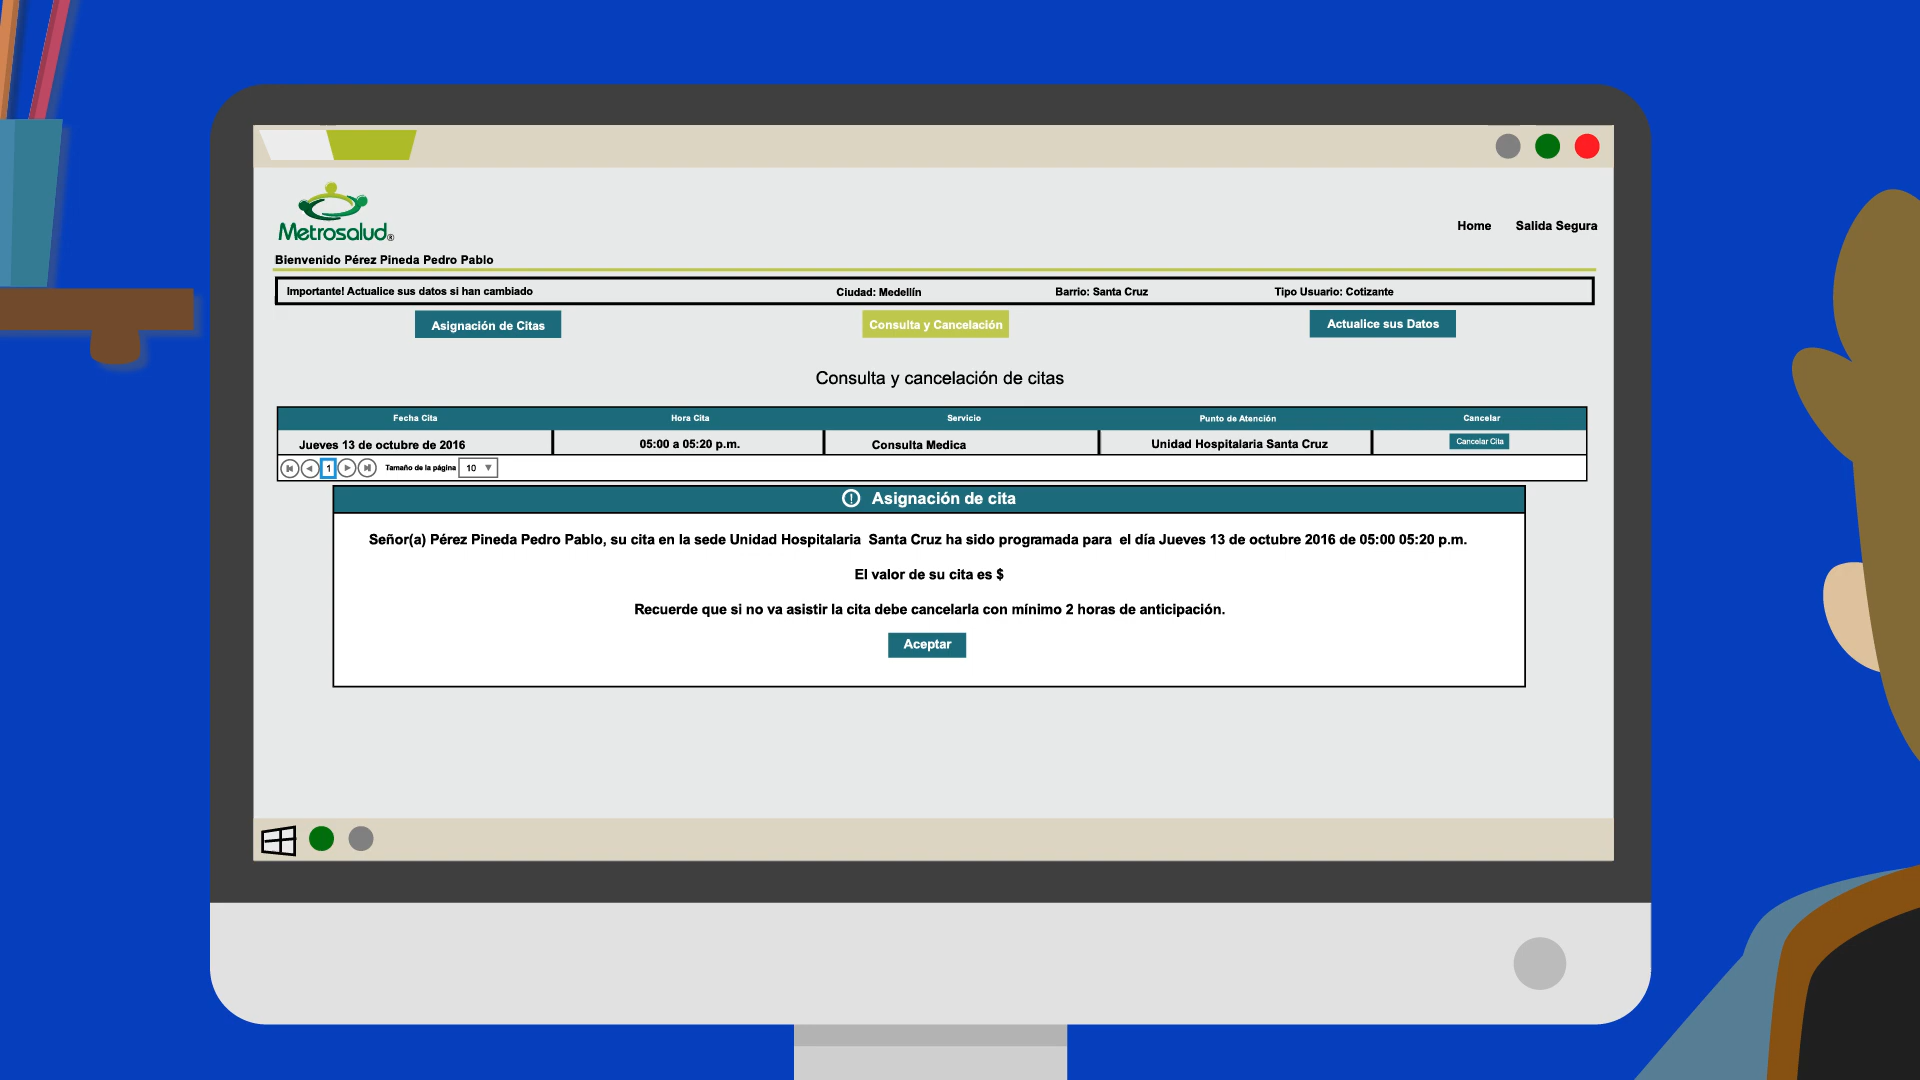 Metrosalud®
Home Salida Segura
Bienvenido Pérez Pineda Pedro Pablo
Importante! Actualice sus datos si han cambiado Ciudad: Medellín Barrio: Santa Cruz Tipo Usuario: Cotizante
Asignación de Citas Consulta y Cancelación Actualice sus Datos
Consulta y cancelación de citas
Fecha Cita Hora Cita Servicio Punto de Atención Cancelar
Jueves 13 de octubre de 2016 05:00 a 05:20 p.m. Consulta Medica Unidad Hospitalaria Santa Cruz Cancelar Cita
1 Tamaño de la página 10
Asignación de cita
Señor(a) Pérez Pineda Pedro Pablo, su cita en la sede Unidad Hospitalaria Santa Cruz ha sido programada para el día Jueves 13 de octubre 2016 de 05:00 05:20 p.m.
El valor de su cita es $
Recuerde que si no va asistir la cita debe cancelarla con mínimo 2 horas de anticipación.
Aceptar